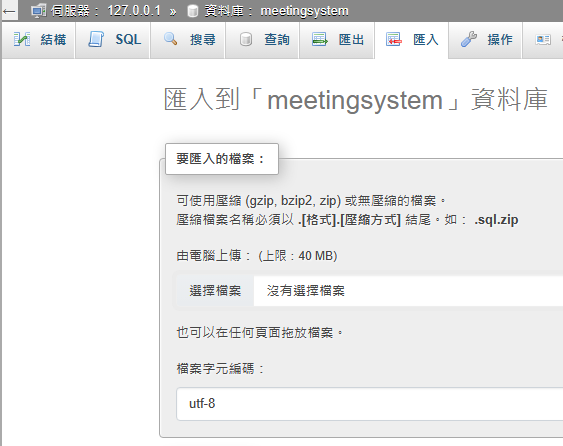 ← 伺服器： 127.0.0.1 » 資料庫： meetingsystem
結構 SQL 搜尋 查詢 匯出 匯入 操作
匯入到「meetingsystem」資料庫
要匯入的檔案：
可使用壓縮 (gzip, bzip2, zip) 或無壓縮的檔案。
壓縮檔案名稱必須以 .[格式].[壓縮方式] 結尾。如： .sql.zip
由電腦上傳： (上限：40 MB)
選擇檔案 沒有選擇檔案
也可以在任何頁面拖放檔案。
檔案字元編碼：
utf-8